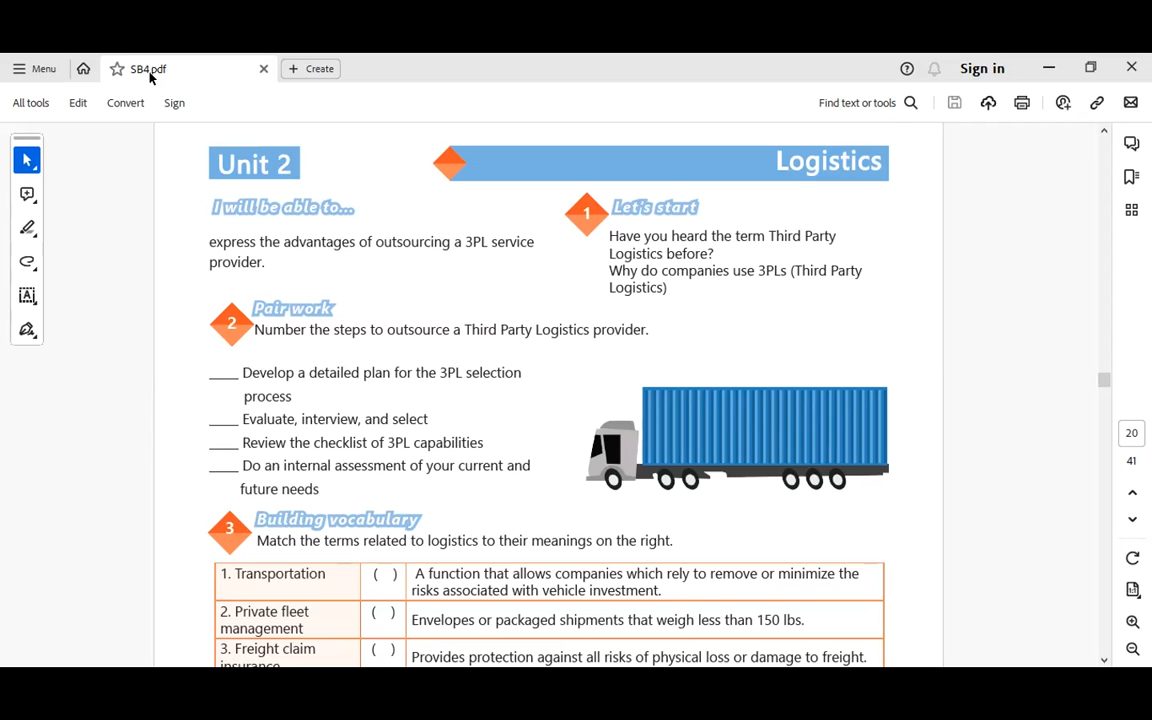 Menu
SB4.pdf
Create
Sign in
All tools
Edit
Convert
Sign
Find text or tools
Unit 2
Logistics
I will be able to...
express the advantages of outsourcing a 3PL service
provider.
1
Let's start
Have you heard the term Third Party
Logistics before?
Why do companies use 3PLs (Third Party
Logistics)
2
Pair work
Number the steps to outsource a Third Party Logistics provider.
____ Develop a detailed plan for the 3PL selection
process
____ Evaluate, interview, and select
____ Review the checklist of 3PL capabilities
____ Do an internal assessment of your current and
future needs
3
Building vocabulary
Match the terms related to logistics to their meanings on the right.
1. Transportation ( ) A function that allows companies which rely to remove or minimize the
risks associated with vehicle investment.
2. Private fleet
management ( ) Envelopes or packaged shipments that weigh less than 150 lbs.
3. Freight claim
insurance ( ) Provides protection against all risks of physical loss or damage to freight.
20
41